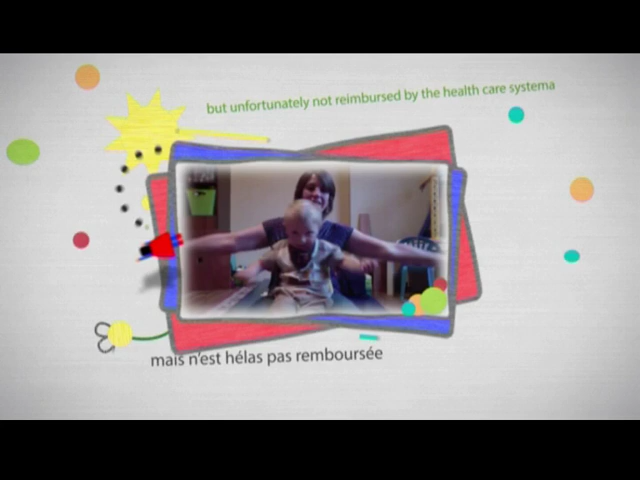 but unfortunately not reimbursed by the health care systema
mais n'est hélas pas remboursée